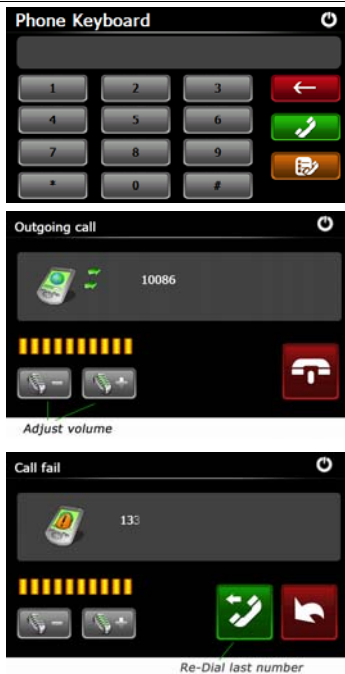 Phone Keyboard
1 2 3
4 5 6
7 8 9
* 0 #
Outgoing call
10086
- +
Adjust volume
Call fail
133
- +
Re-Dial last number